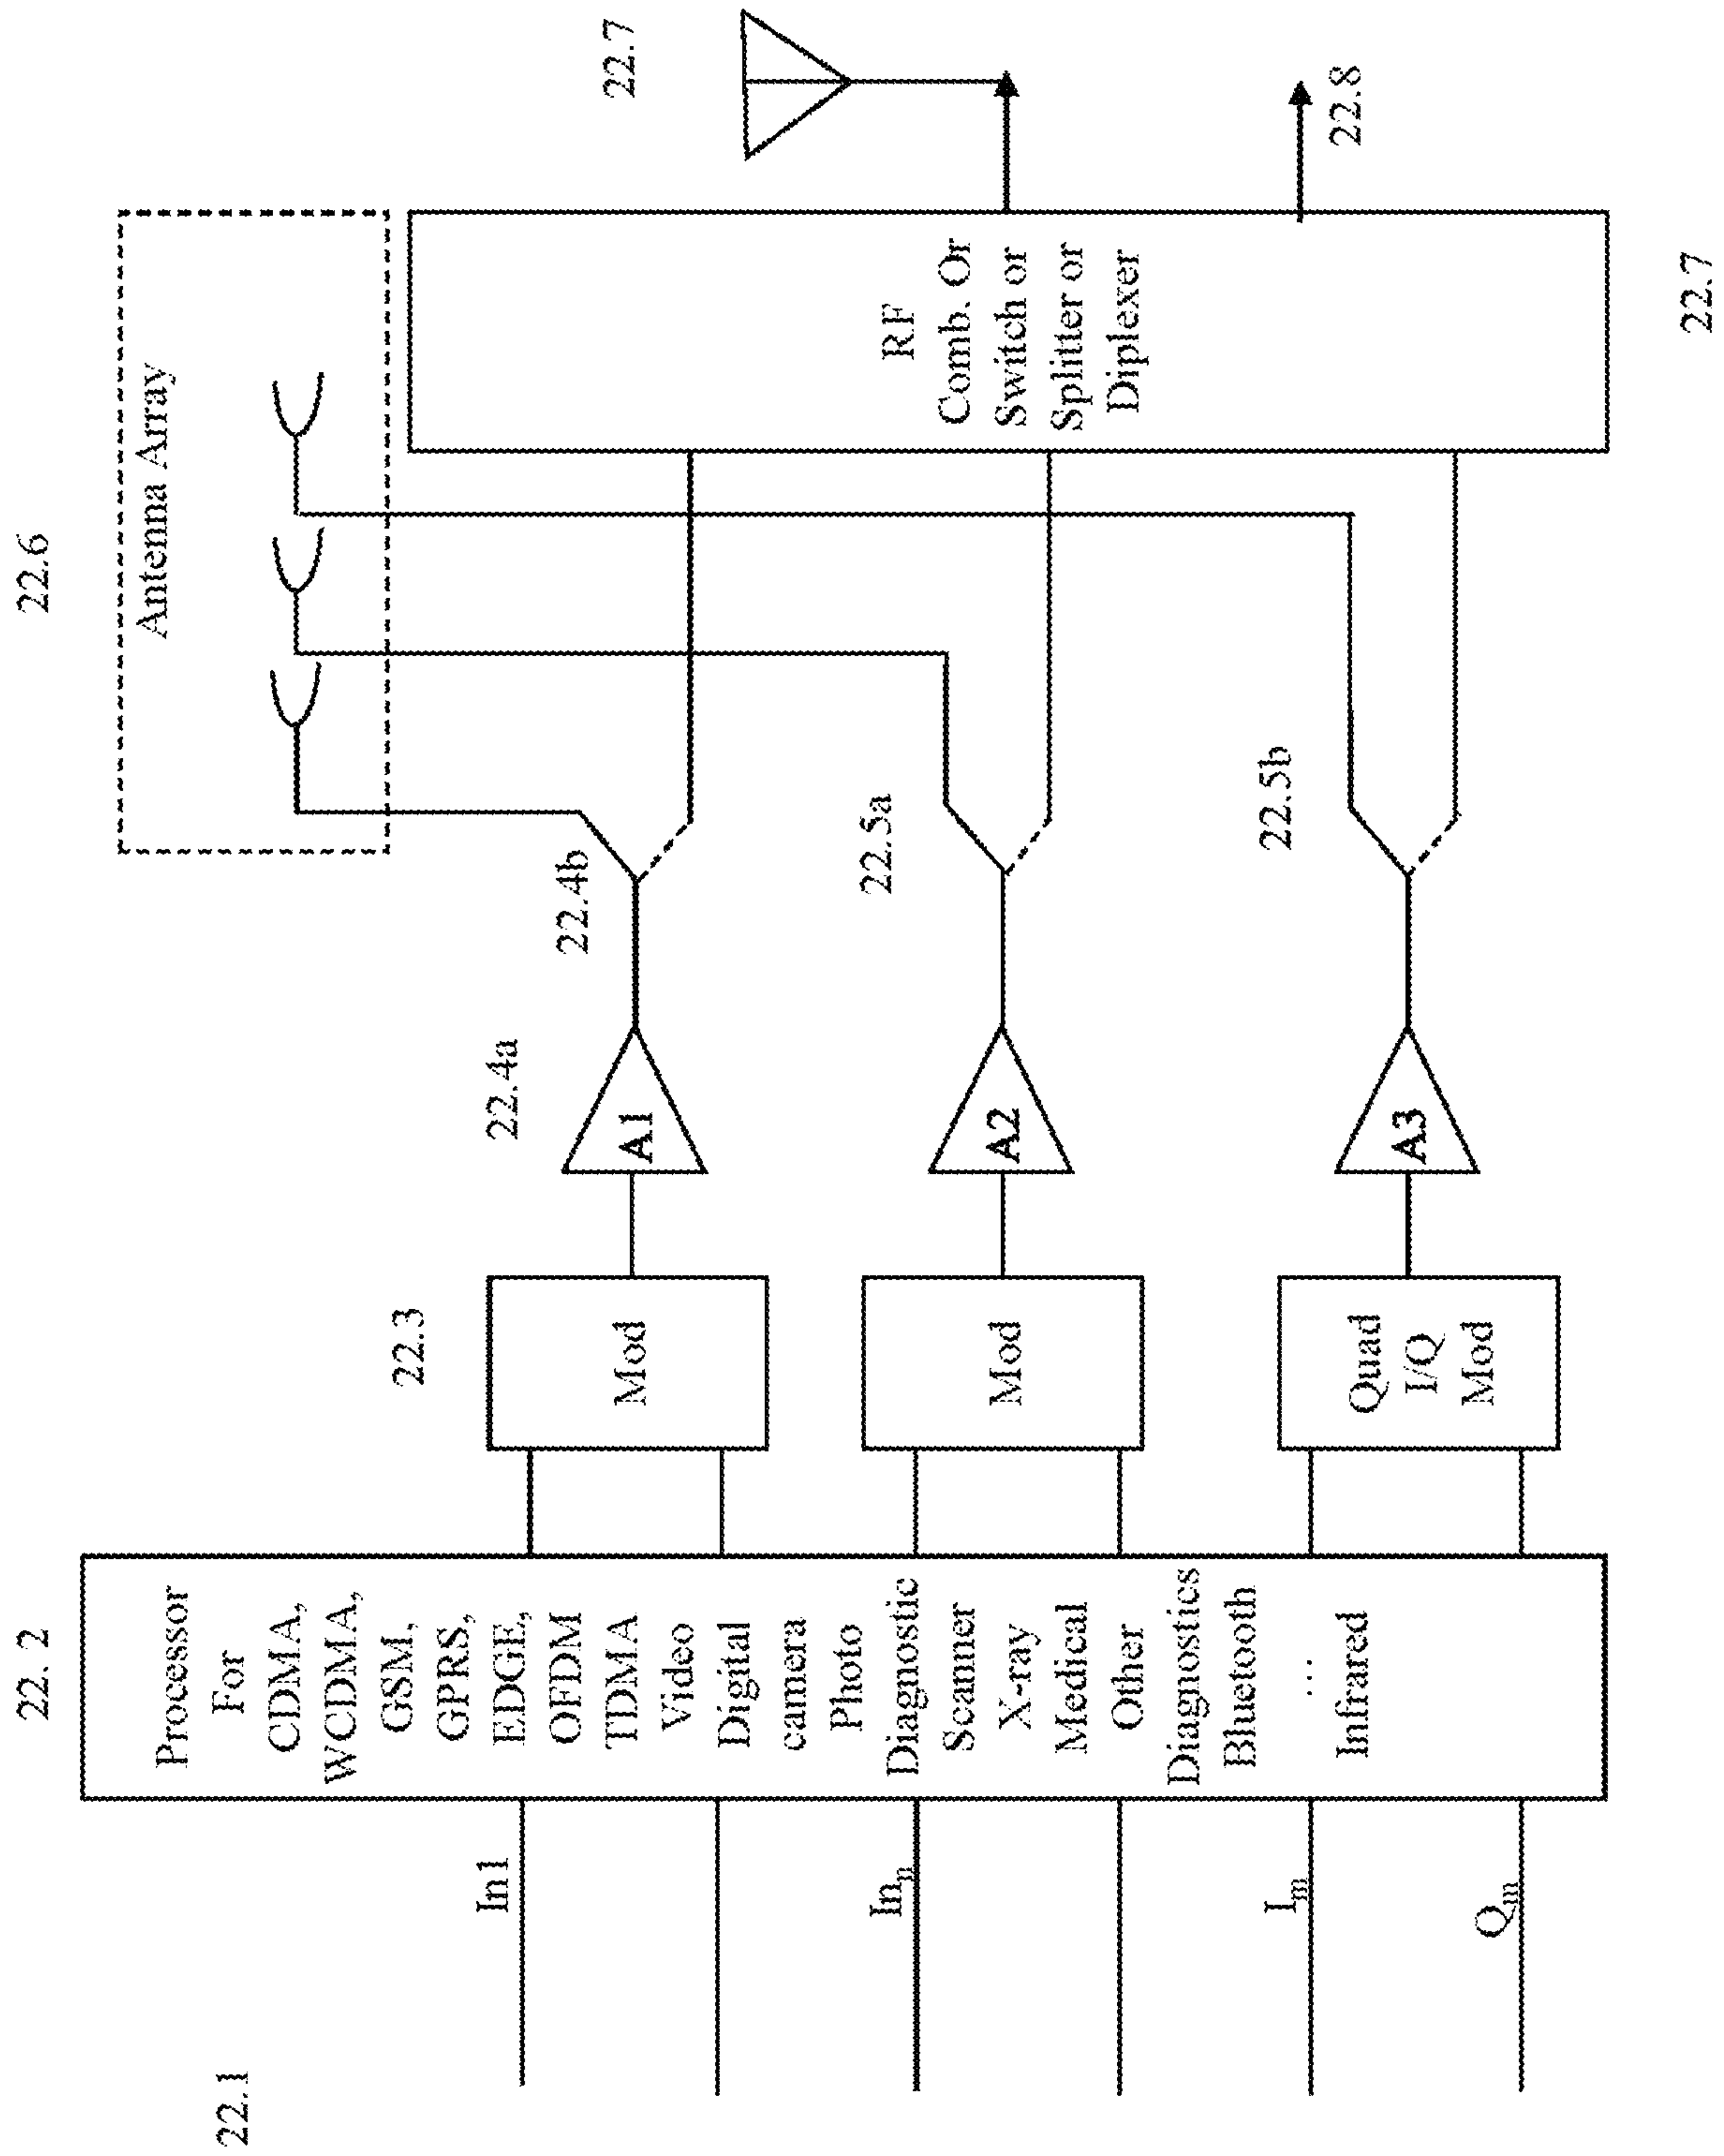 22.1
In1
In_n
I_m
Q_m
22. 2
Processor
For
CDMA,
WCDMA,
GSM,
GPRS,
EDGE,
OFDM
TDMA
Video
Digital
camera
Photo
Diagnostic
Scanner
X-ray
Medical
Other
Diagnostics
Bluetooth
...
Infrared
22.3
Mod
Mod
Quad
I/Q
Mod
22.4a
A1
A2
A3
22.4b
22.5a
22.5b
22.6
Antenna Array
RF
Comb. Or
Switch or
Splitter or
Diplexer
22.7
22.7
22.8